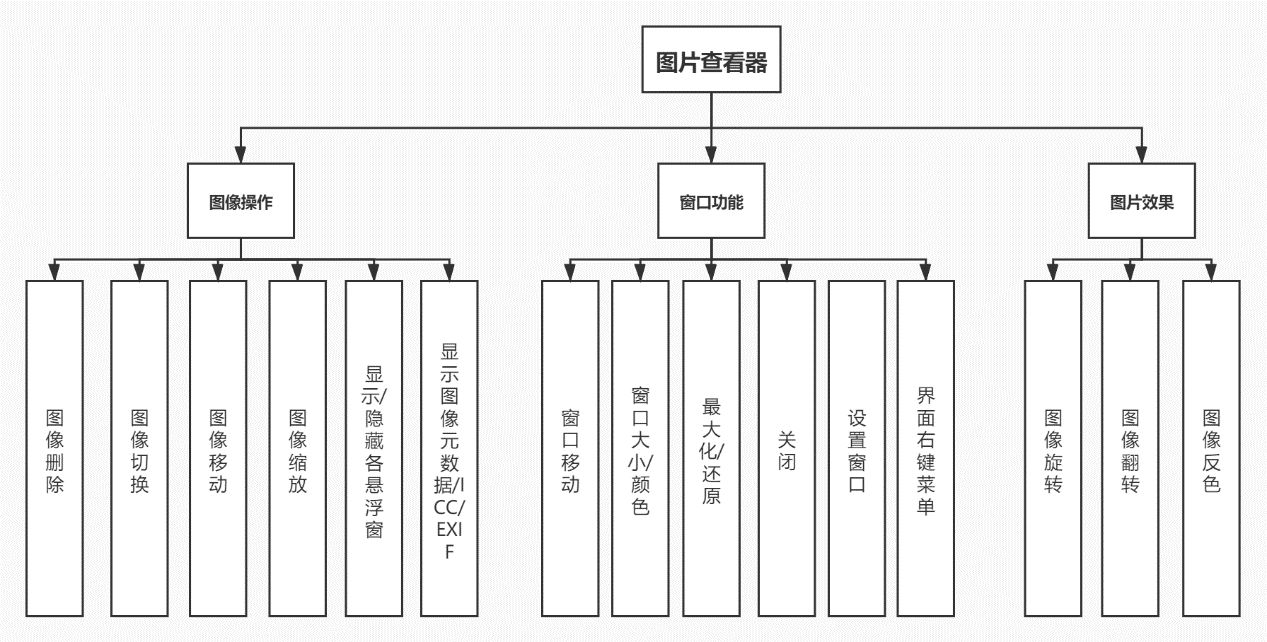 图片查看器
图像操作
窗口功能
图片效果
图像删除
图像切换
图像移动
图像缩放
显示/隐藏各悬浮窗
显示图像元数据/ICC/EXIF
窗口移动
窗口大小/颜色
最大化/还原
关闭
设置窗口
界面右键菜单
图像旋转
图像翻转
图像反色